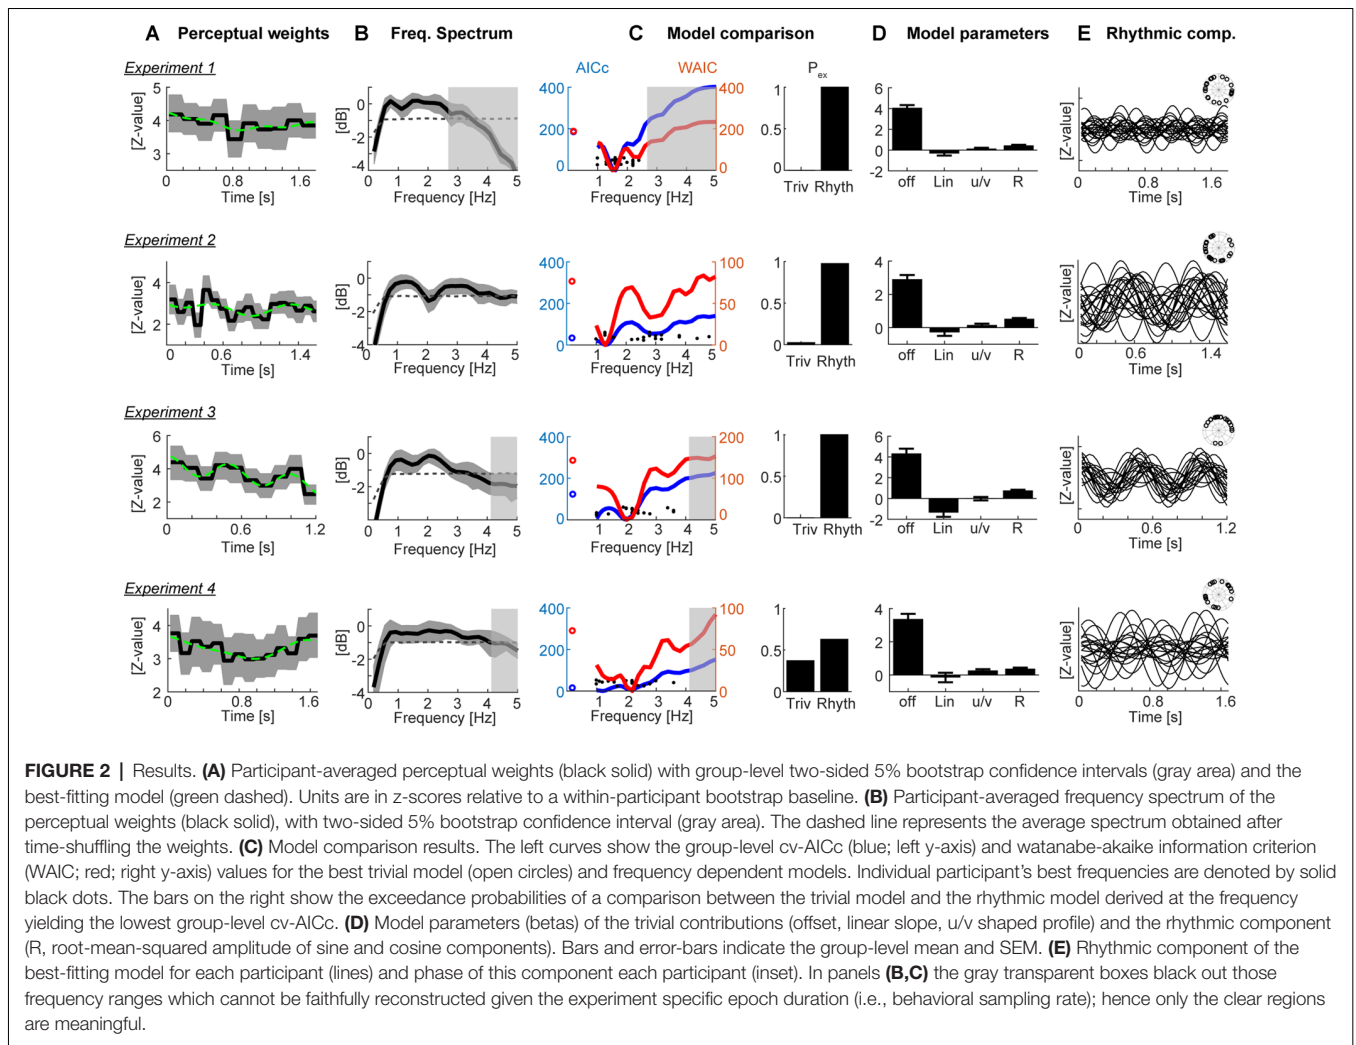 A Perceptual weights B Freq. Spectrum C Model comparison D Model parameters E Rhythmic comp.
Experiment 1
AICc WAIC P_ex
[Z-value] 5 4 3
0 0.8 1.6
Time [s]
[dB] 0 -2 -4
0 1 2 3 4 5
Frequency [Hz]
400 200 0
400 200 0
1 2 3 4 5
Frequency [Hz]
1 0.5 0
Triv Rhyth
6 4 2 0 -2
off Lin u/v R
[Z-value]
0 0.8 1.6
Time [s]
Experiment 2
[Z-value] 4 2
0 0.6 1.4
Time [s]
[dB] 0 -2 -4
0 1 2 3 4 5
Frequency [Hz]
400 200 0
100 50 0
1 2 3 4 5
Frequency [Hz]
1 0.5 0
Triv Rhyth
4 2 0
off Lin u/v R
[Z-value]
0 0.6 1.4
Time [s]
Experiment 3
[Z-value] 6 4 2
0 0.6 1.2
Time [s]
[dB] 0 -2 -4
0 1 2 3 4 5
Frequency [Hz]
400 200 0
200 100 0
1 2 3 4 5
Frequency [Hz]
1 0.5 0
Triv Rhyth
6 4 2 0 -2
off Lin u/v R
[Z-value]
0 0.6 1.2
Time [s]
Experiment 4
[Z-value] 4 3 2
0 0.8 1.6
Time [s]
[dB] 0 -2 -4
0 1 2 3 4 5
Frequency [Hz]
400 200 0
100 50 0
1 2 3 4 5
Frequency [Hz]
1 0.5 0
Triv Rhyth
4 2 0
off Lin u/v R
[Z-value]
0 0.6 1.2
Time [s]
FIGURE 2 | Results. (A) Participant-averaged perceptual weights (black solid) with group-level two-sided 5% bootstrap confidence intervals (gray area) and the
best-fitting model (green dashed). Units are in z-scores relative to a within-participant bootstrap baseline. (B) Participant-averaged frequency spectrum of the
perceptual weights (black solid), with two-sided 5% bootstrap confidence interval (gray area). The dashed line represents the average spectrum obtained after
time-shuffling the weights. (C) Model comparison results. The left curves show the group-level cv-AICc (blue; left y-axis) and watanabe-akaike information criterion
(WAIC; red; right y-axis) values for the best trivial model (open circles) and frequency dependent models. Individual participant's best frequencies are denoted by solid
black dots. The bars on the right show the exceedance probabilities of a comparison between the trivial model and the rhythmic model derived at the frequency
yielding the lowest group-level cv-AICc. (D) Model parameters (betas) of the trivial contributions (offset, linear slope, u/v shaped profile) and the rhythmic component
(R, root-mean-squared amplitude of sine and cosine components). Bars and error-bars indicate the group-level mean and SEM. (E) Rhythmic component of the
best-fitting model for each participant (lines) and phase of this component each participant (inset). In panels (B,C) the gray transparent boxes black out those
frequency ranges which cannot be faithfully reconstructed given the experiment specific epoch duration (i.e., behavioral sampling rate); hence only the clear regions
are meaningful.